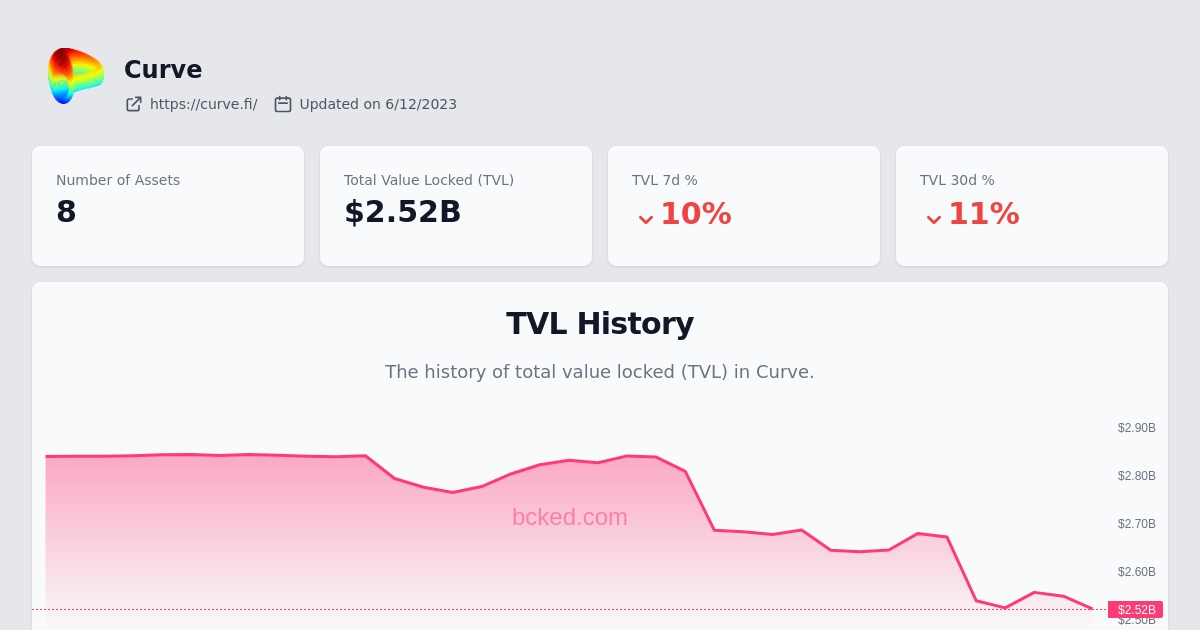 Curve
https://curve.fi/ Updated on 6/12/2023
Number of Assets
8
Total Value Locked (TVL)
$2.52B
TVL 7d %
10%
TVL 30d %
11%
TVL History
The history of total value locked (TVL) in Curve.
$2.90B
$2.80B
bcked.com
$2.70B
$2.60B
$2.52B
$2.50B